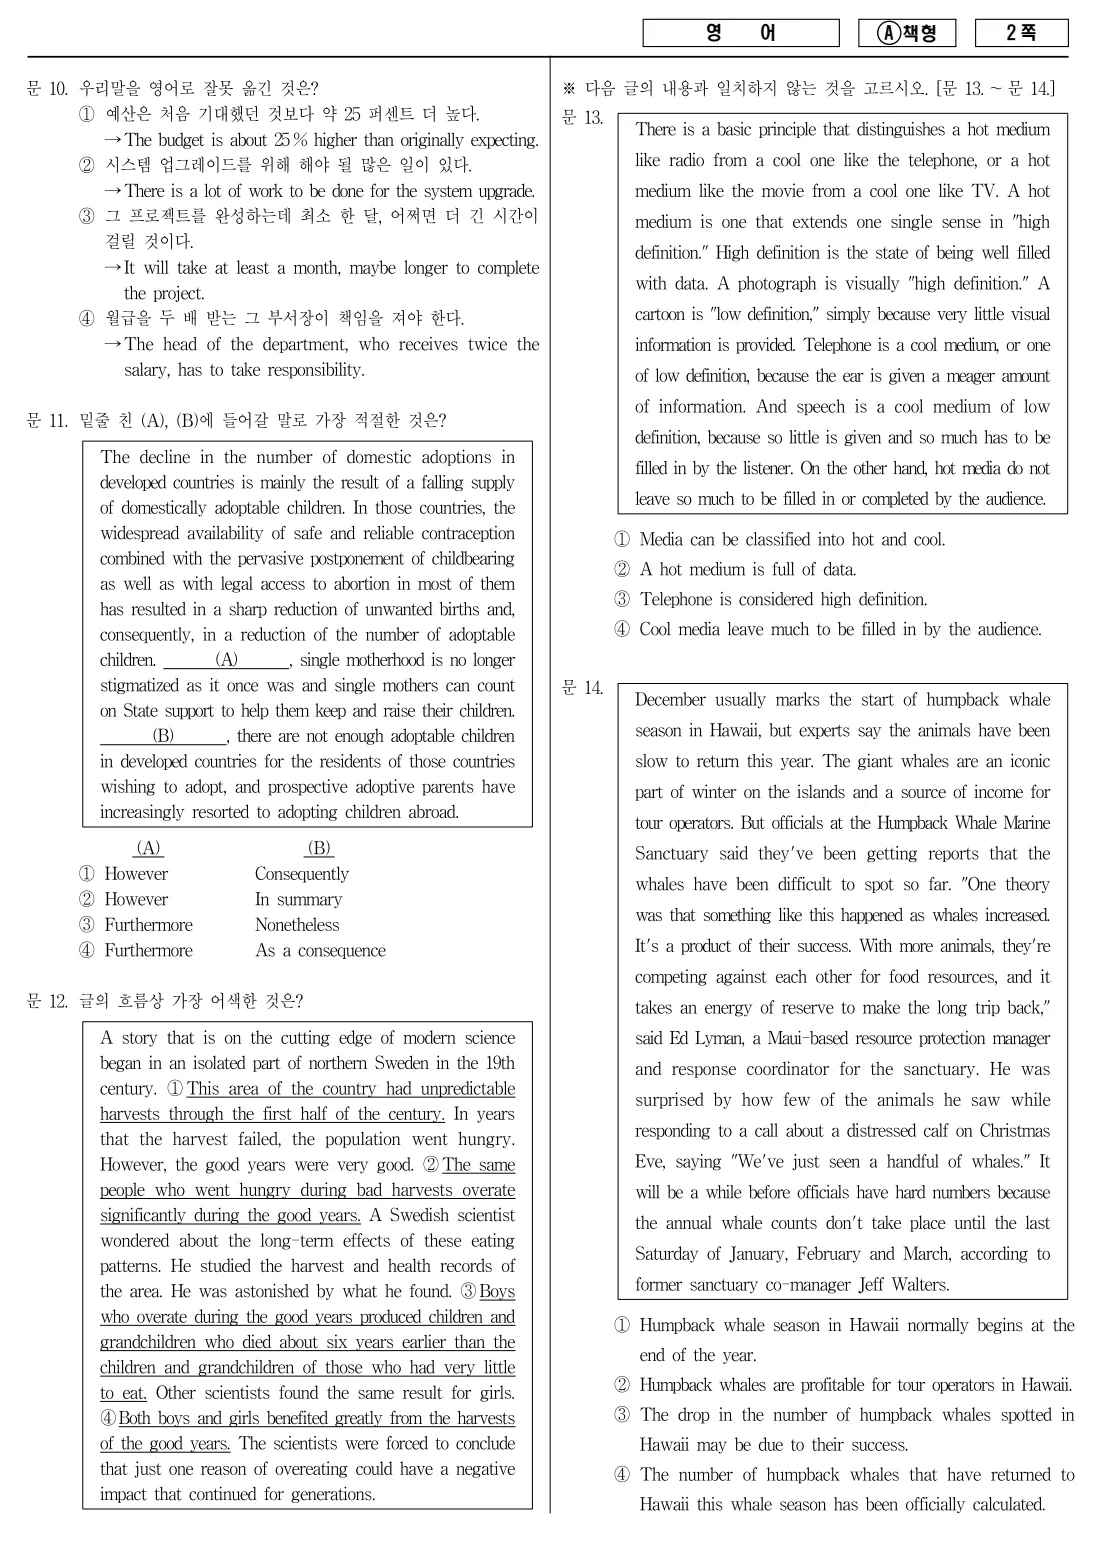 영 어
Ⓐ책형
2쪽
문 10. 우리말을 영어로 잘못 옮긴 것은?
① 예산은 처음 기대했던 것보다 약 25 퍼센트 더 높다.
→The budget is about 25% higher than originally expecting.
② 시스템 업그레이드를 위해 해야 될 많은 일이 있다.
→There is a lot of work to be done for the system upgrade.
③ 그 프로젝트를 완성하는데 최소 한 달, 어쩌면 더 긴 시간이
걸릴 것이다.
→It will take at least a month, maybe longer to complete
the project.
④ 월급을 두 배 받는 그 부서장이 책임을 져야 한다.
→The head of the department, who receives twice the
salary, has to take responsibility.
문 11. 밑줄 친 (A), (B)에 들어갈 말로 가장 적절한 것은?
The decline in the number of domestic adoptions in
developed countries is mainly the result of a falling supply
of domestically adoptable children. In those countries, the
widespread availability of safe and reliable contraception
combined with the pervasive postponement of childbearing
as well as with legal access to abortion in most of them
has resulted in a sharp reduction of unwanted births and,
consequently, in a reduction of the number of adoptable
children. (A) , single motherhood is no longer
stigmatized as it once was and single mothers can count
on State support to help them keep and raise their children.
(B) , there are not enough adoptable children
in developed countries for the residents of those countries
wishing to adopt, and prospective adoptive parents have
increasingly resorted to adopting children abroad.
(A) (B)
① However Consequently
② However In summary
③ Furthermore Nonetheless
④ Furthermore As a consequence
문 12. 글의 흐름상 가장 어색한 것은?
A story that is on the cutting edge of modern science
began in an isolated part of northern Sweden in the 19th
century. ①This area of the country had unpredictable
harvests through the first half of the century. In years
that the harvest failed, the population went hungry.
However, the good years were very good. ②The same
people who went hungry during bad harvests overate
significantly during the good years. A Swedish scientist
wondered about the long-term effects of these eating
patterns. He studied the harvest and health records of
the area. He was astonished by what he found. ③Boys
who overate during the good years produced children and
grandchildren who died about six years earlier than the
children and grandchildren of those who had very little
to eat. Other scientists found the same result for girls.
④Both boys and girls benefited greatly from the harvests
of the good years. The scientists were forced to conclude
that just one reason of overeating could have a negative
impact that continued for generations.
※ 다음 글의 내용과 일치하지 않는 것을 고르시오. [문 13. ~ 문 14.]
문 13.
There is a basic principle that distinguishes a hot medium
like radio from a cool one like the telephone, or a hot
medium like the movie from a cool one like TV. A hot
medium is one that extends one single sense in "high
definition." High definition is the state of being well filled
with data. A photograph is visually "high definition." A
cartoon is "low definition," simply because very little visual
information is provided. Telephone is a cool medium, or one
of low definition, because the ear is given a meager amount
of information. And speech is a cool medium of low
definition, because so little is given and so much has to be
filled in by the listener. On the other hand, hot media do not
leave so much to be filled in or completed by the audience.
① Media can be classified into hot and cool.
② A hot medium is full of data.
③ Telephone is considered high definition.
④ Cool media leave much to be filled in by the audience.
문 14.
December usually marks the start of humpback whale
season in Hawaii, but experts say the animals have been
slow to return this year. The giant whales are an iconic
part of winter on the islands and a source of income for
tour operators. But officials at the Humpback Whale Marine
Sanctuary said they've been getting reports that the
whales have been difficult to spot so far. "One theory
was that something like this happened as whales increased.
It's a product of their success. With more animals, they're
competing against each other for food resources, and it
takes an energy of reserve to make the long trip back,"
said Ed Lyman, a Maui-based resource protection manager
and response coordinator for the sanctuary. He was
surprised by how few of the animals he saw while
responding to a call about a distressed calf on Christmas
Eve, saying "We've just seen a handful of whales." It
will be a while before officials have hard numbers because
the annual whale counts don't take place until the last
Saturday of January, February and March, according to
former sanctuary co-manager Jeff Walters.
① Humpback whale season in Hawaii normally begins at the
end of the year.
② Humpback whales are profitable for tour operators in Hawaii.
③ The drop in the number of humpback whales spotted in
Hawaii may be due to their success.
④ The number of humpback whales that have returned to
Hawaii this whale season has been officially calculated.